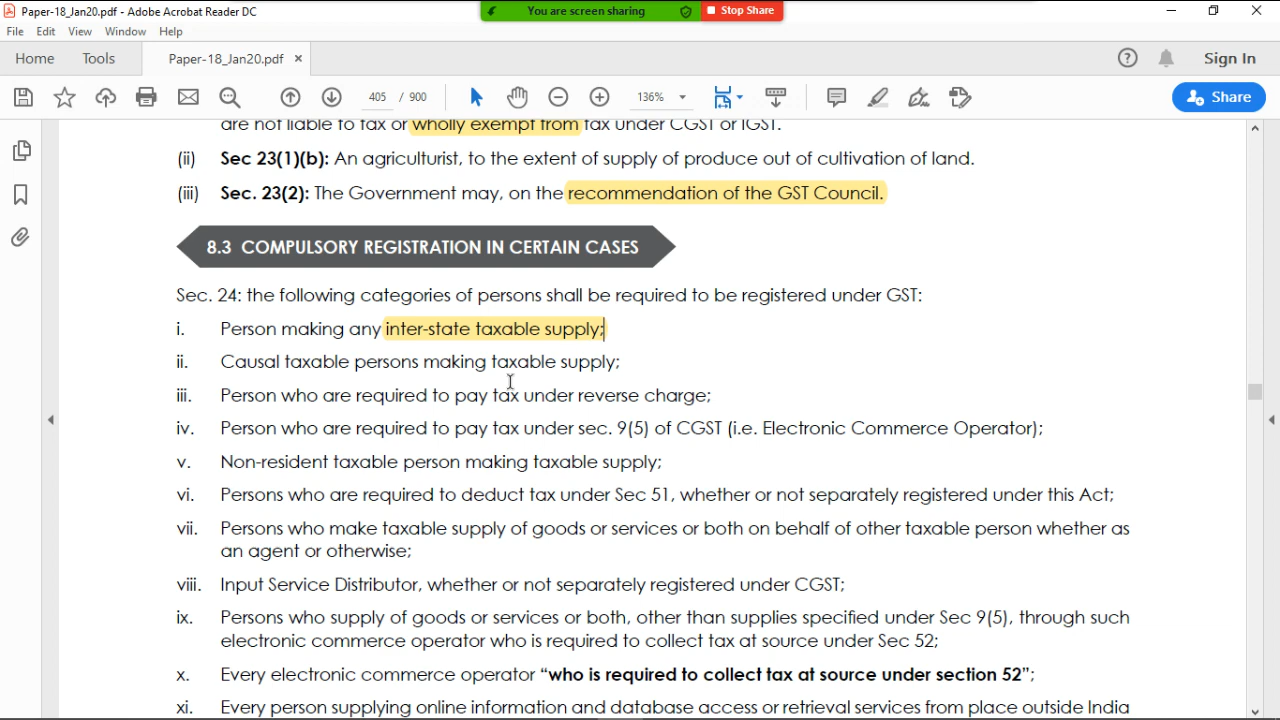 Paper-18_Jan20.pdf - Adobe Acrobat Reader DC
You are screen sharing
Stop Share
File Edit View Window Help
Home Tools Paper-18_Jan20.pdf × Sign In
405 / 900 136% Share
are not liable to tax or wholly exempt from tax under CGST or IGST.
(ii) Sec 23(1)(b): An agriculturist, to the extent of supply of produce out of cultivation of land.
(iii) Sec. 23(2): The Government may, on the recommendation of the GST Council.
8.3 COMPULSORY REGISTRATION IN CERTAIN CASES
Sec. 24: the following categories of persons shall be required to be registered under GST:
i. Person making any inter-state taxable supply;
ii. Causal taxable persons making taxable supply;
iii. Person who are required to pay tax under reverse charge;
iv. Person who are required to pay tax under sec. 9(5) of CGST (i.e. Electronic Commerce Operator);
v. Non-resident taxable person making taxable supply;
vi. Persons who are required to deduct tax under Sec 51, whether or not separately registered under this Act;
vii. Persons who make taxable supply of goods or services or both on behalf of other taxable person whether as
an agent or otherwise;
viii. Input Service Distributor, whether or not separately registered under CGST;
ix. Persons who supply of goods or services or both, other than supplies specified under Sec 9(5), through such
electronic commerce operator who is required to collect tax at source under Sec 52;
x. Every electronic commerce operator “who is required to collect tax at source under section 52”;
xi. Every person supplying online information and database access or retrieval services from place outside India